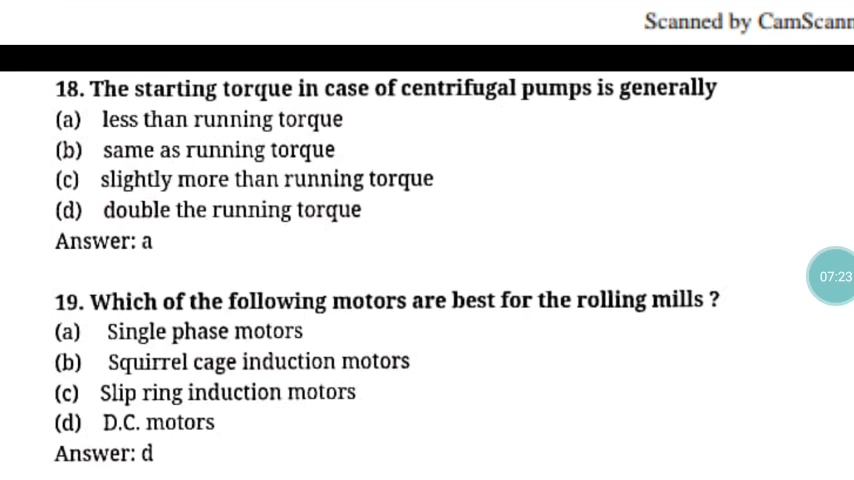 Scanned by CamScann
18. The starting torque in case of centrifugal pumps is generally
(a) less than running torque
(b) same as running torque
(c) slightly more than running torque
(d) double the running torque
Answer: a
07:23
19. Which of the following motors are best for the rolling mills ?
(a) Single phase motors
(b) Squirrel cage induction motors
(c) Slip ring induction motors
(d) D.C. motors
Answer: d